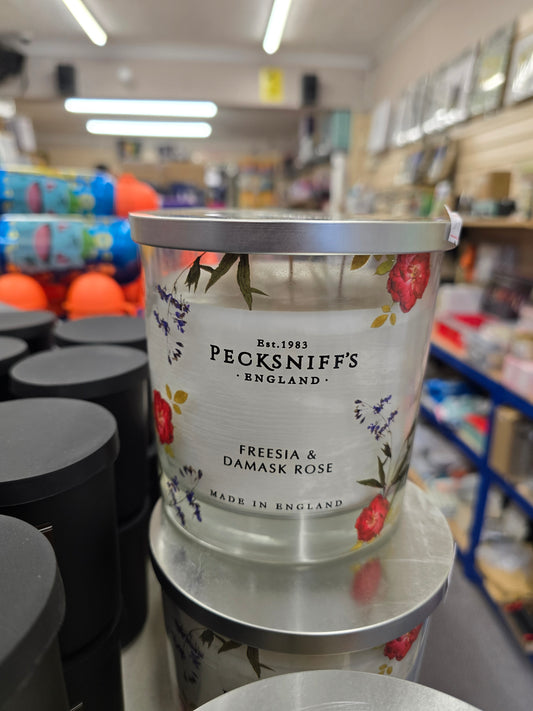 Est.1983
PECKSNIFF'S
· ENGLAND ·
FREESIA &
DAMASK ROSE
MADE IN ENGLAND